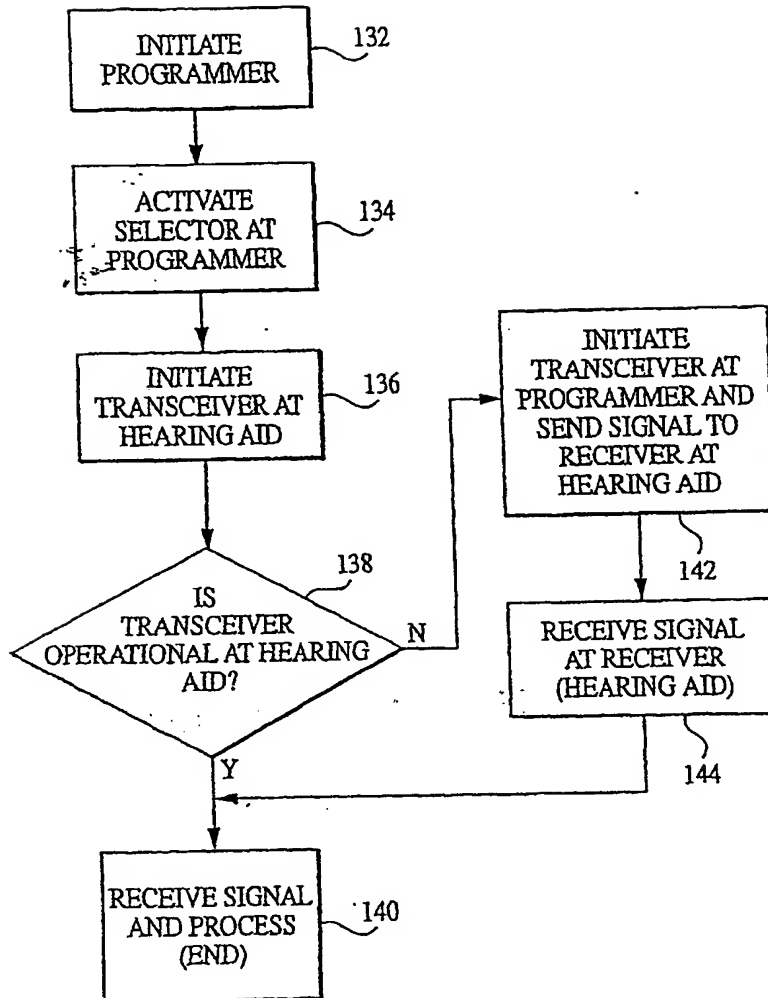 INITIATE
PROGRAMMER
132
ACTIVATE
SELECTOR AT
PROGRAMMER
134
INITIATE
TRANSCEIVER AT
HEARING AID
136
IS
TRANSCEIVER
OPERATIONAL AT HEARING
AID?
138
N
Y
INITIATE
TRANSCEIVER AT
PROGRAMMER AND
SEND SIGNAL TO
RECEIVER AT
HEARING AID
142
RECEIVE SIGNAL
AT RECEIVER
(HEARING AID)
144
RECEIVE SIGNAL
AND PROCESS
(END)
140